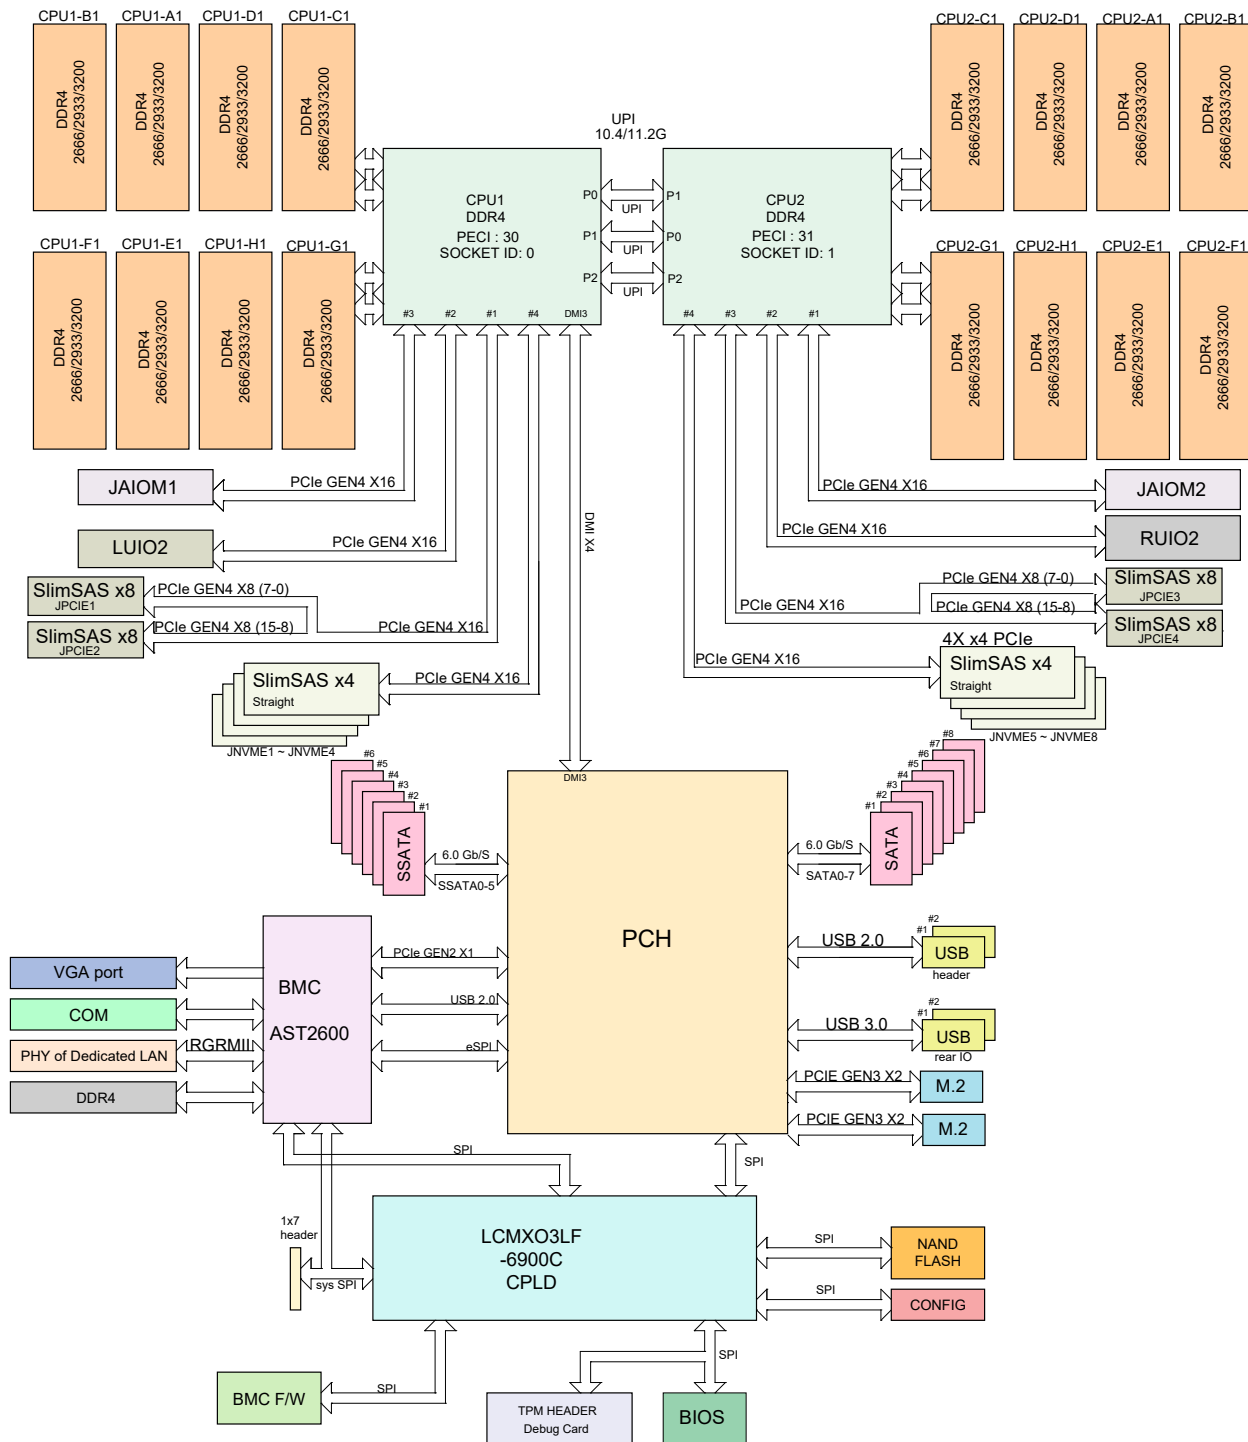 CPU1-B1 CPU1-A1 CPU1-D1 CPU1-C1
CPU2-C1 CPU2-D1 CPU2-A1 CPU2-B1
DDR4
2666/2933/3200
DDR4
2666/2933/3200
DDR4
2666/2933/3200
DDR4
2666/2933/3200
DDR4
2666/2933/3200
DDR4
2666/2933/3200
DDR4
2666/2933/3200
DDR4
2666/2933/3200
UPI
10.4/11.2G
CPU1
DDR4
PECI : 30
SOCKET ID: 0
P0
P1
P2
UPI
UPI
UPI
P1
P0
P2
CPU2
DDR4
PECI : 31
SOCKET ID: 1
#3 #2 #1 #4 DMI3
#4 #3 #2 #1
CPU1-F1 CPU1-E1 CPU1-H1 CPU1-G1
CPU2-G1 CPU2-H1 CPU2-E1 CPU2-F1
DDR4
2666/2933/3200
DDR4
2666/2933/3200
DDR4
2666/2933/3200
DDR4
2666/2933/3200
DDR4
2666/2933/3200
DDR4
2666/2933/3200
DDR4
2666/2933/3200
DDR4
2666/2933/3200
JAIOM1
PCIe GEN4 X16
PCIe GEN4 X16
JAIOM2
LUIO2
PCIe GEN4 X16
DMI X4
PCIe GEN4 X16
RUIO2
SlimSAS x8
JPCIE1
PCIe GEN4 X8 (7-0)
PCIe GEN4 X8 (7-0)
SlimSAS x8
JPCIE3
SlimSAS x8
JPCIE2
PCIe GEN4 X8 (15-8)
PCIe GEN4 X16
PCIe GEN4 X16
PCIe GEN4 X8 (15-8)
SlimSAS x8
JPCIE4
4X x4 PCIe
SlimSAS x4
Straight
PCIe GEN4 X16
PCIe GEN4 X16
SlimSAS x4
Straight
JNVME1 ~ JNVME4
JNVME5 ~ JNVME8
#6
#5
#4
#3
#2
#1
SSATA
6.0 Gb/S
SSATA0-5
DMI3
PCH
#8
#7
#6
#5
#4
#3
#2
#1
SATA
6.0 Gb/S
SATA0-7
BMC
AST2600
PCIe GEN2 X1
USB 2.0
eSPI
VGA port
COM
PHY of Dedicated LAN
RGRMII
DDR4
USB 2.0
#2
#1
USB
header
USB 3.0
#2
#1
USB
rear IO
PCIE GEN3 X2
M.2
PCIE GEN3 X2
M.2
SPI
SPI
1x7
header
sys SPI
LCMXO3LF
-6900C
CPLD
SPI
NAND
FLASH
SPI
CONFIG
SPI
BMC F/W
SPI
TPM HEADER
Debug Card
BIOS